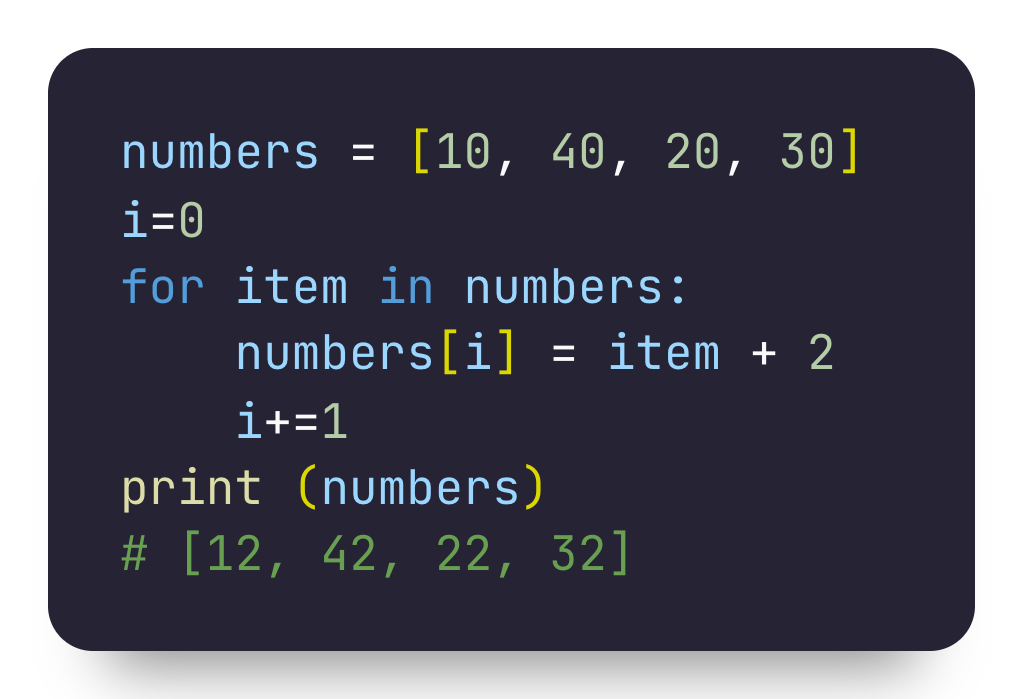 numbers = [10, 40, 20, 30]
i=0
for item in numbers:
    numbers[i] = item + 2
    i+=1
print (numbers)
# [12, 42, 22, 32]